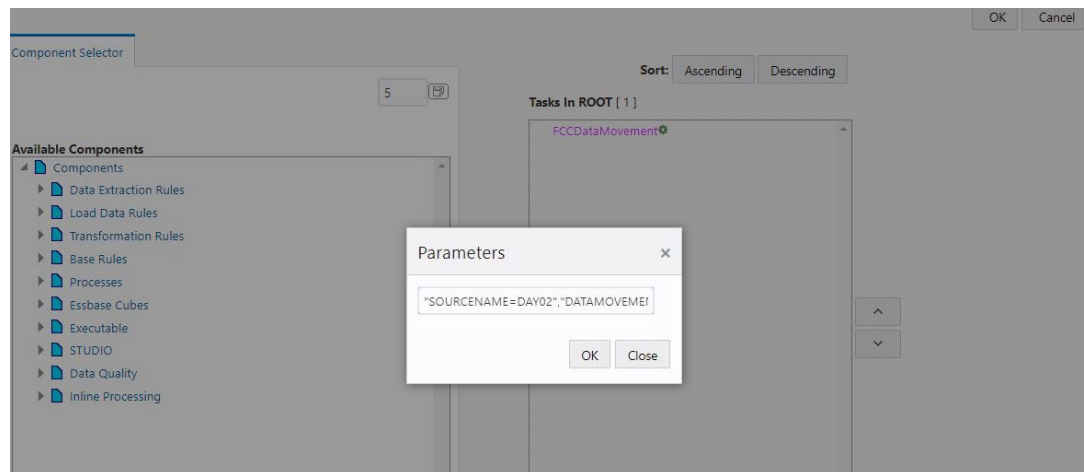 OK Cancel
Component Selector
Sort: Ascending Descending
5
Tasks In ROOT [ 1 ]
FCCDataMovement
Available Components
Components
Data Extraction Rules
Load Data Rules
Transformation Rules
Base Rules
Processes
Essbase Cubes
Executable
STUDIO
Data Quality
Inline Processing
Parameters ×
"SOURCENAME=DAY02","DATAMOVEME
OK Close